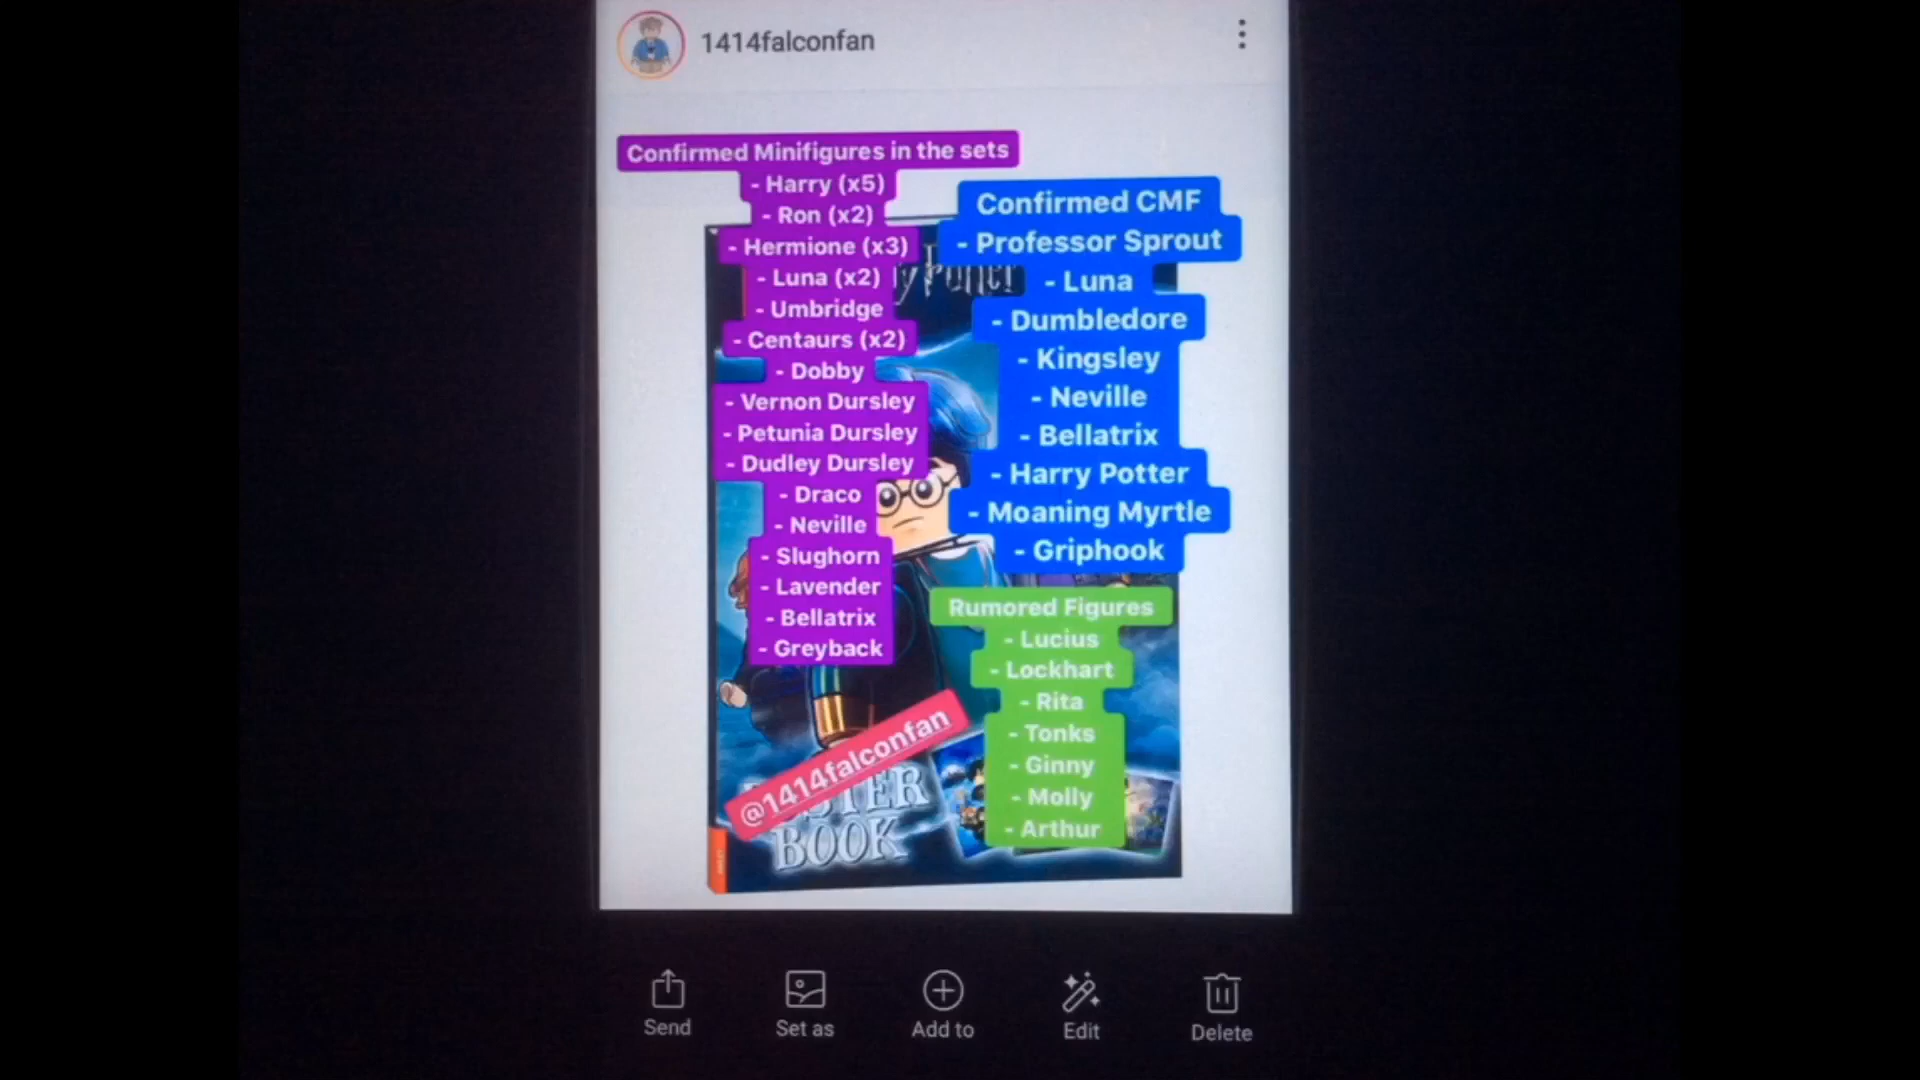 1414falconfan
Confirmed Minifigures in the sets
- Harry (x5)
- Ron (x2)
- Hermione (x3)
- Luna (x2)
- Umbridge
- Centaurs (x2)
- Dobby
- Vernon Dursley
- Petunia Dursley
- Dudley Dursley
- Draco
- Neville
- Slughorn
- Lavender
- Bellatrix
- Greyback
Confirmed CMF
- Professor Sprout
- Luna
- Dumbledore
- Kingsley
- Neville
- Bellatrix
- Harry Potter
- Moaning Myrtle
- Griphook
Rumored Figures
- Lucius
- Lockhart
- Rita
- Tonks
- Ginny
- Molly
- Arthur
@1414falconfan
BOOK
Send
Set as
Add to
Edit
Delete